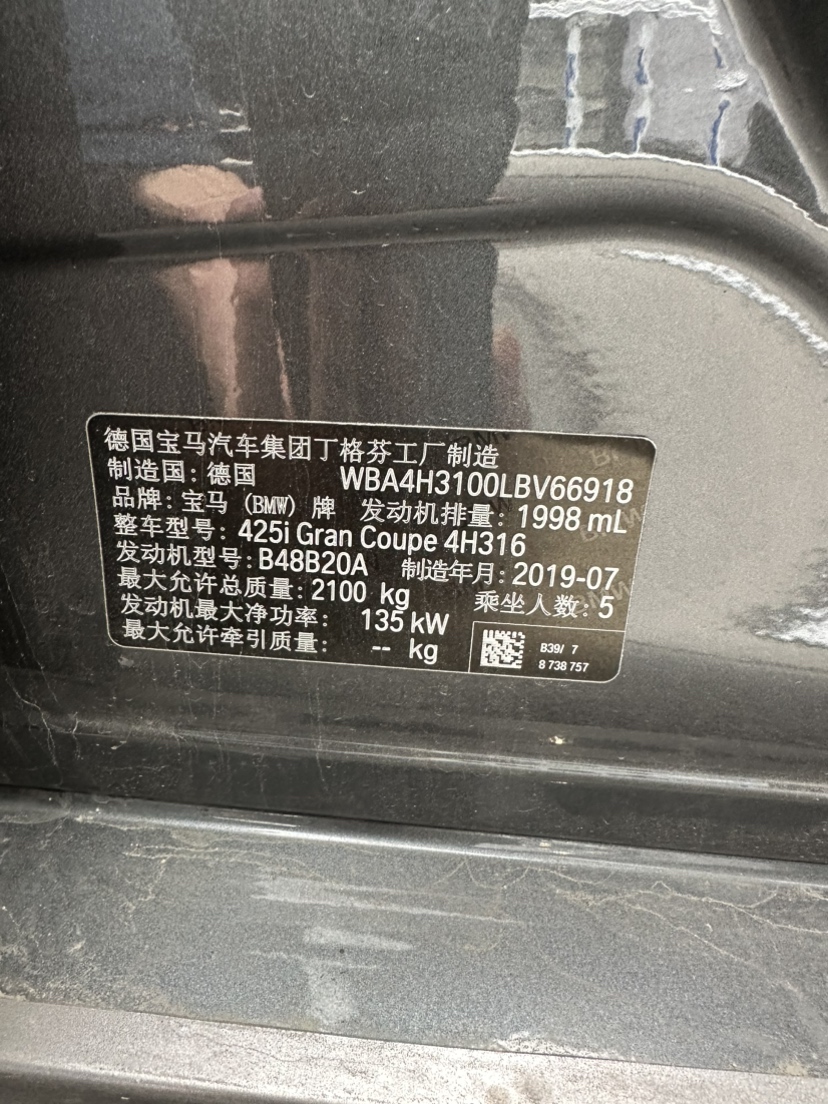 德国宝马汽车集团丁格芬工厂制造
制造国：德国 WBA4H3100LBV66918
品牌：宝马 (BMW) 牌 发动机排量：1998 mL
整车型号：425i Gran Coupe 4H316
发动机型号：B48B20A 制造年月：2019-07
最大允许总质量：2100 kg 乘坐人数：5
发动机最大净功率： 135 kW
最大允许牵引质量： -- kg
B39/ 7
8 738 757